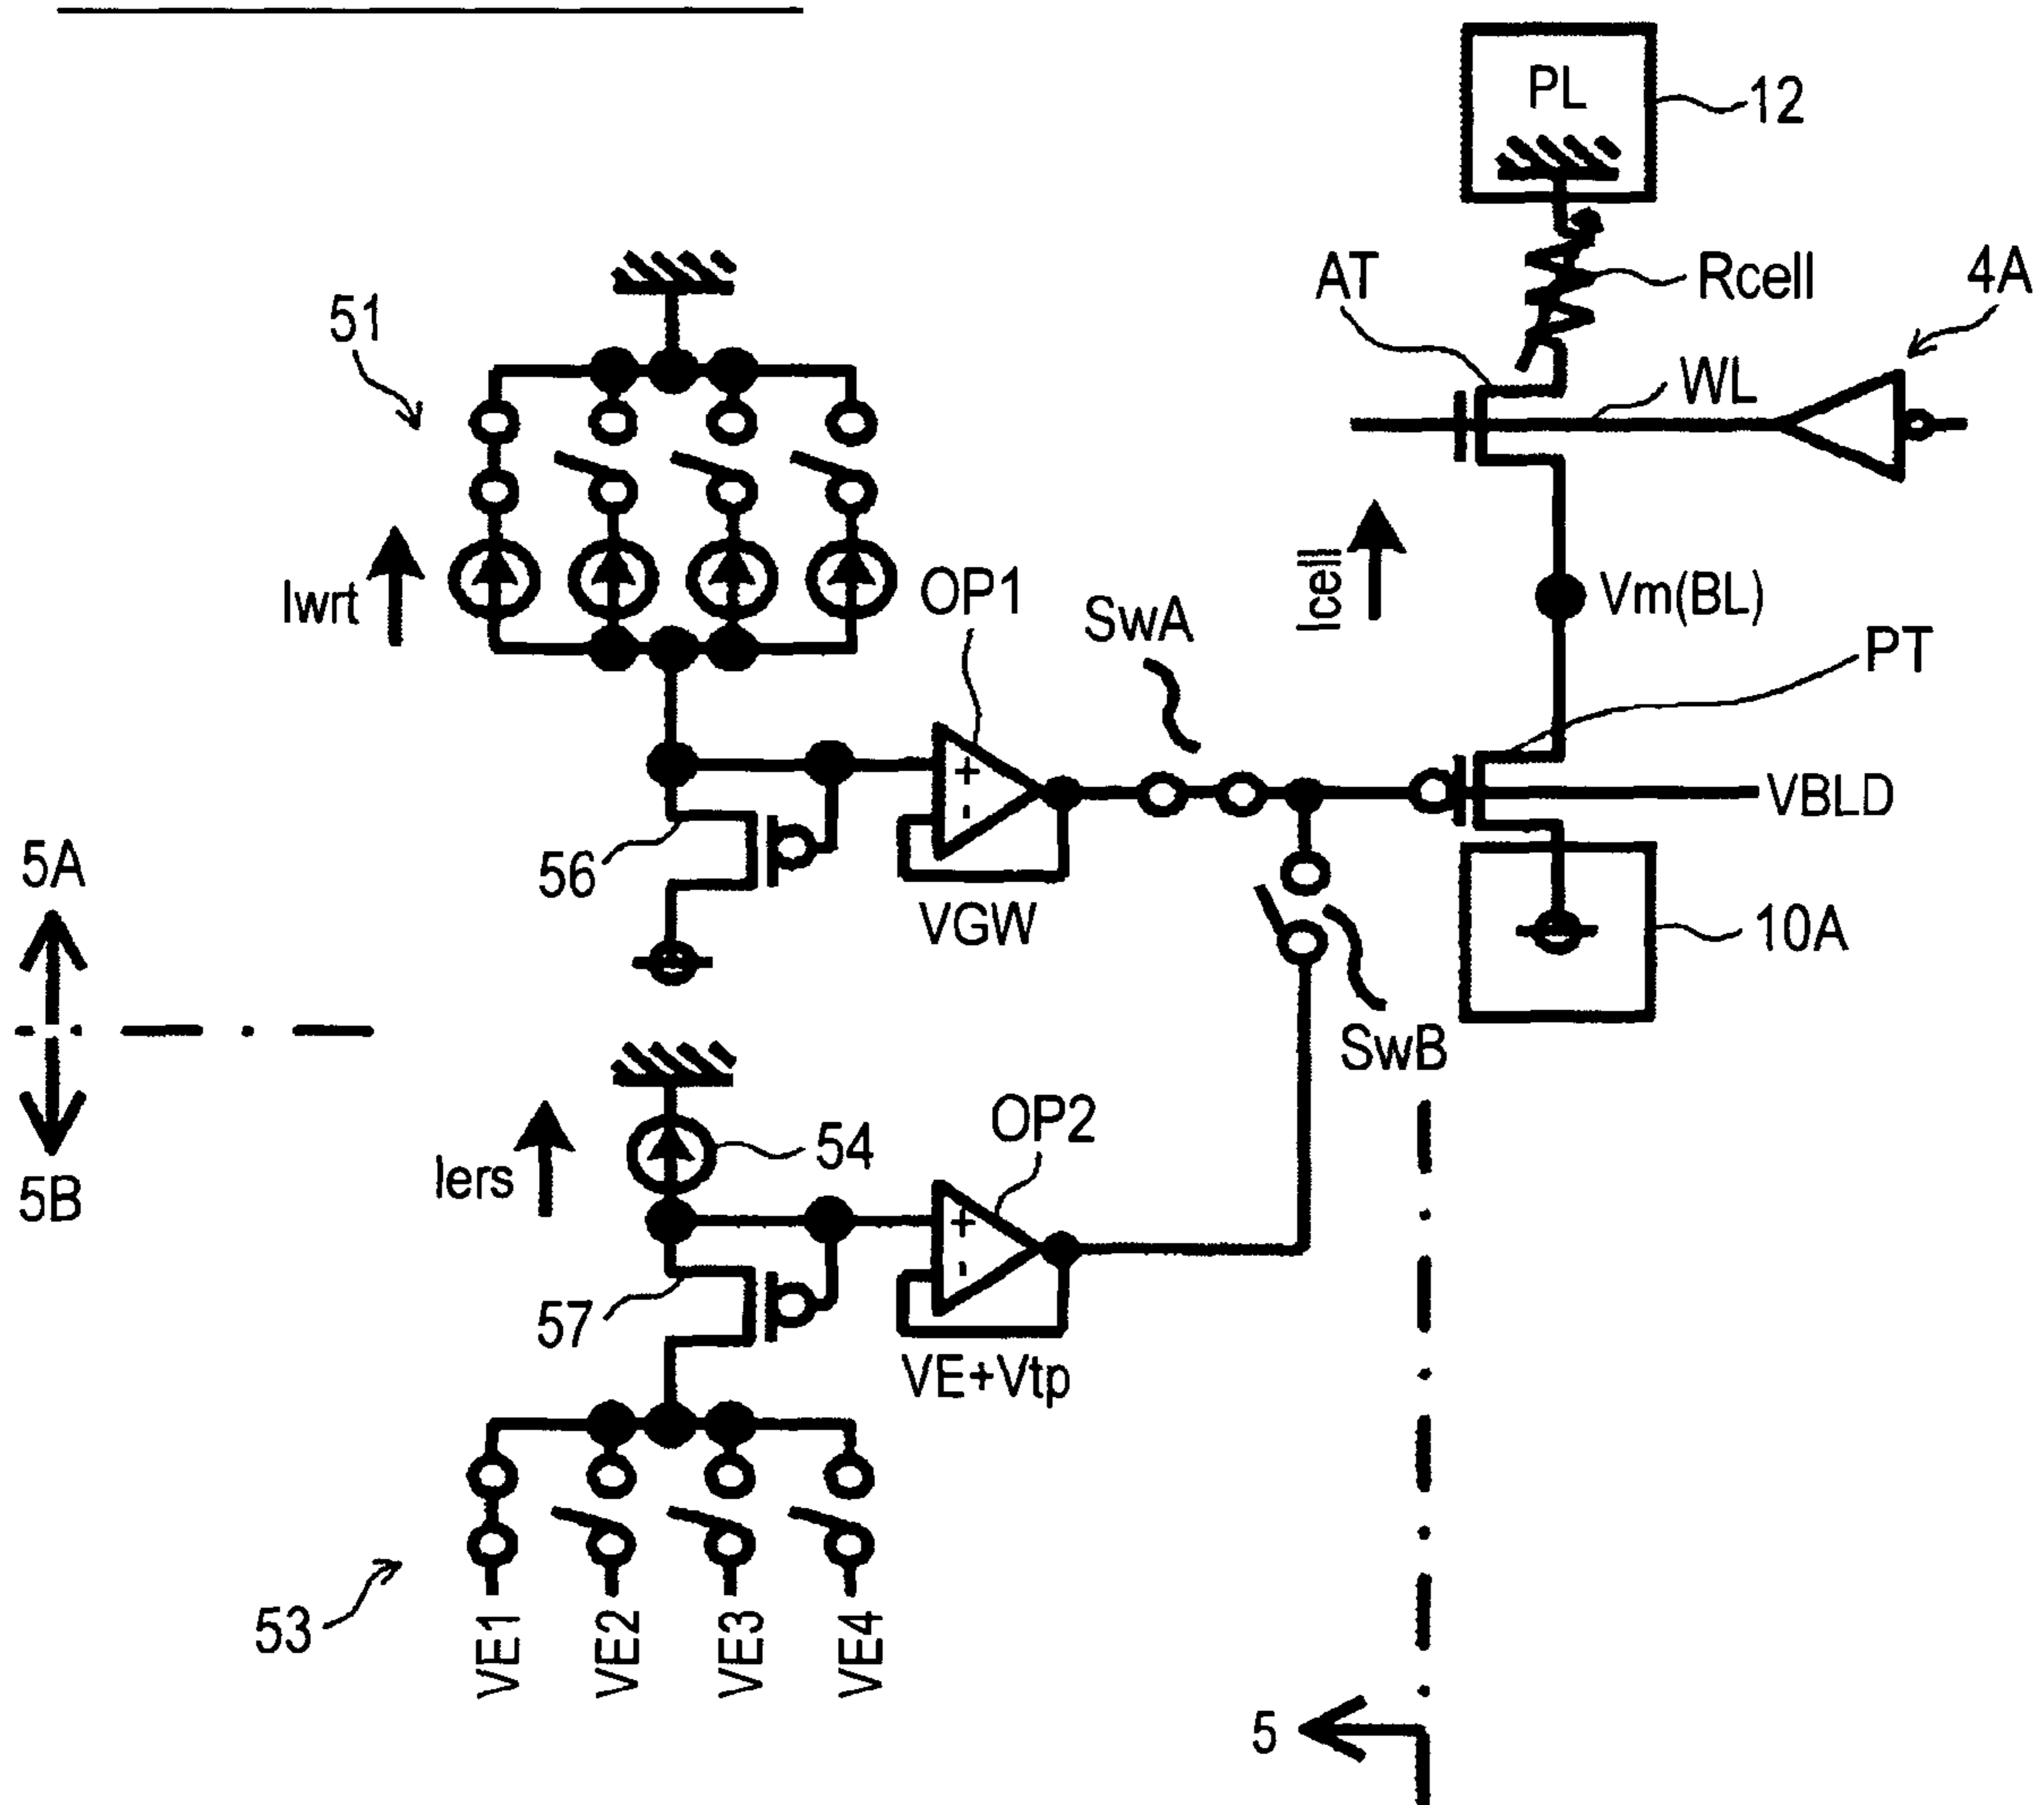 PL
12
AT
Rcell
4A
51
WL
Iwrt
OP1
SwA
Icell
Vm(BL)
PT
+
-
VBLD
56
VGW
5A
10A
SwB
5B
Iers
54
OP2
+
-
57
VE+Vtp
53
VE1
VE2
VE3
VE4
5